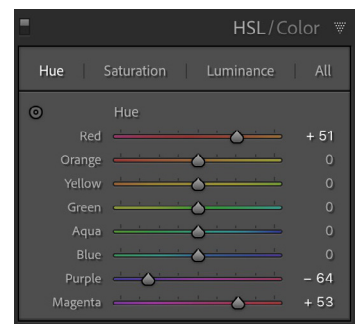 HSL / Color
Hue | Saturation | Luminance | All
Hue
Red + 51
Orange 0
Yellow 0
Green 0
Aqua 0
Blue 0
Purple – 64
Magenta + 53